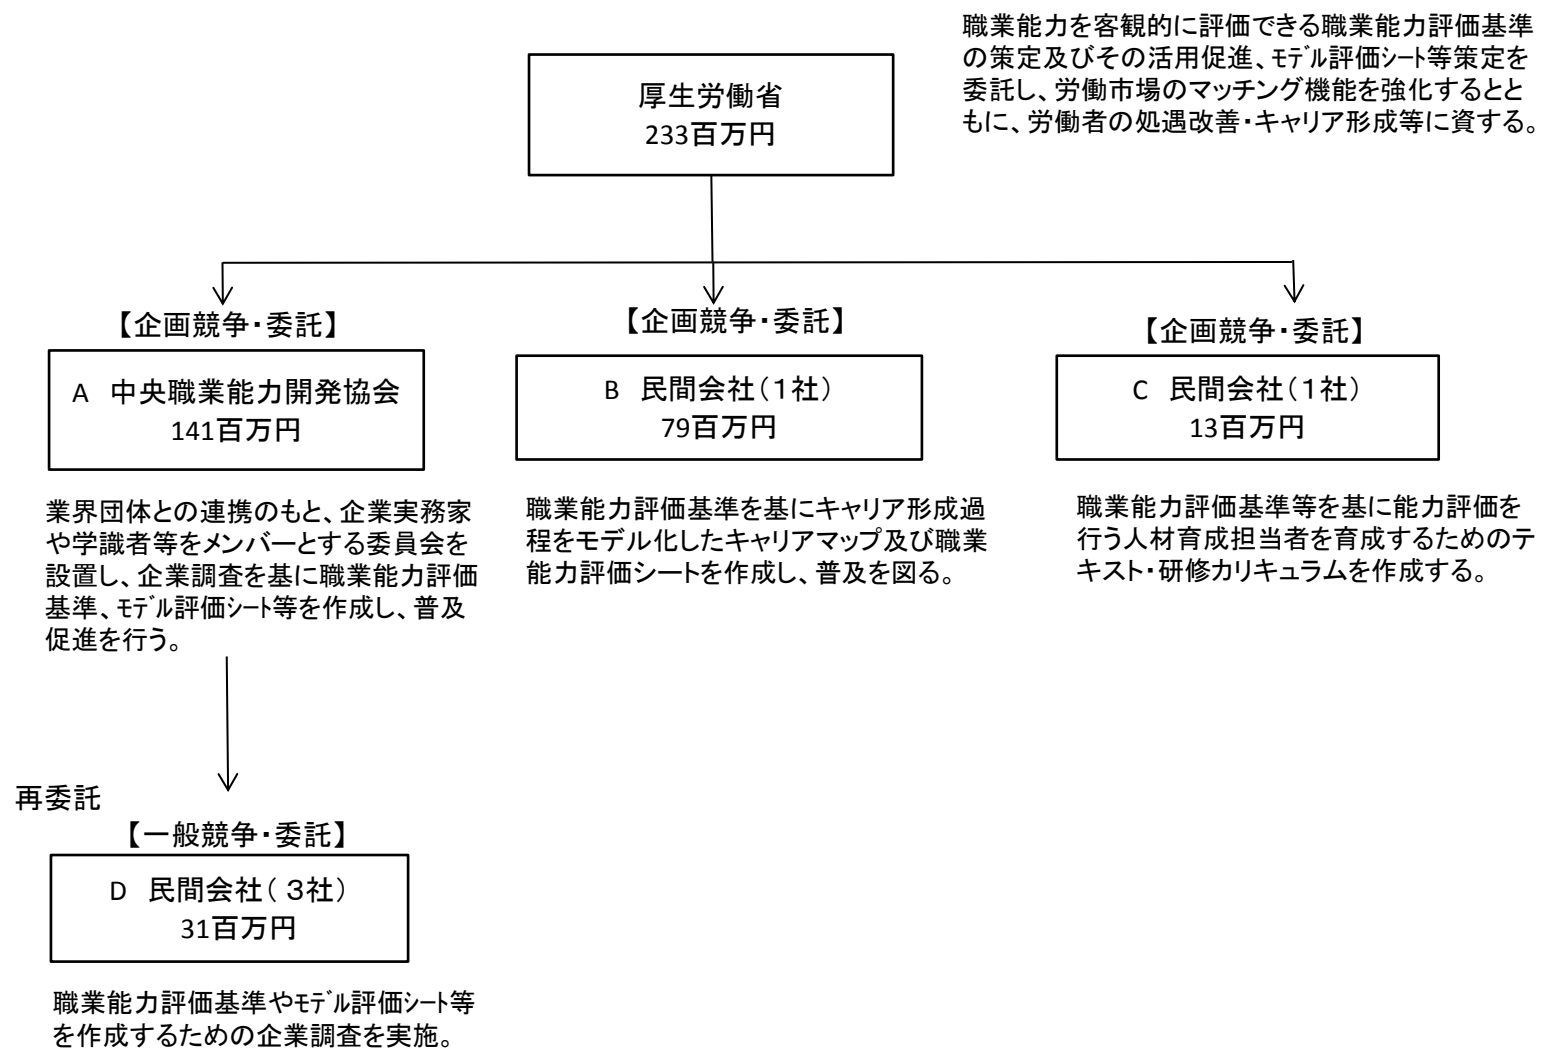 職業能力を客観的に評価できる職業能力評価基準
の策定及びその活用促進、ﾓﾃﾞﾙ評価ｼｰﾄ等策定を
委託し、労働市場のマッチング機能を強化するとと
もに、労働者の処遇改善・キャリア形成等に資する。
厚生労働省
233百万円
【企画競争・委託】
A　中央職業能力開発協会
141百万円
業界団体との連携のもと、企業実務家
や学識者等をメンバーとする委員会を
設置し、企業調査を基に職業能力評価
基準、ﾓﾃﾞﾙ評価ｼｰﾄ等を作成し、普及
促進を行う。
【企画競争・委託】
B　民間会社（１社）
79百万円
職業能力評価基準を基にキャリア形成過
程をモデル化したキャリアマップ及び職業
能力評価シートを作成し、普及を図る。
【企画競争・委託】
C　民間会社（１社）
13百万円
職業能力評価基準等を基に能力評価を
行う人材育成担当者を育成するためのテ
キスト・研修カリキュラムを作成する。
再委託
【一般競争・委託】
D　民間会社（ ３社）
31百万円
職業能力評価基準やﾓﾃﾞﾙ評価ｼｰﾄ等
を作成するための企業調査を実施。